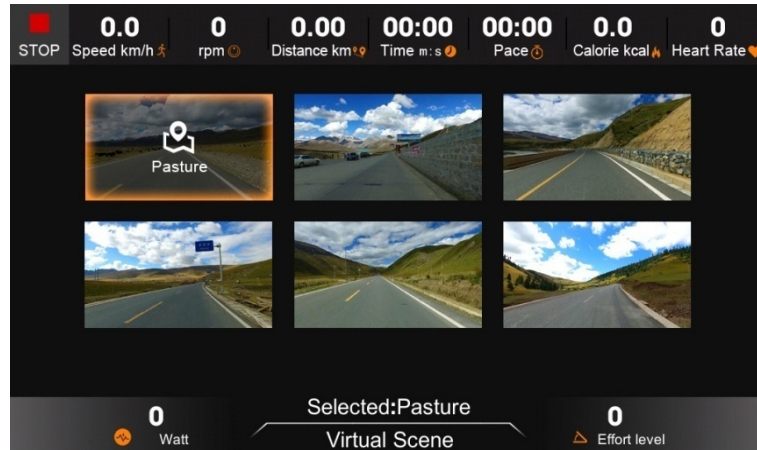 0.0 0 0.00 00:00 00:00 0.0 0
STOP Speed km/h rpm Distance km Time m:s Pace Calorie kcal Heart Rate
Pasture
Selected:Pasture
0 0
Watt Virtual Scene Effort level